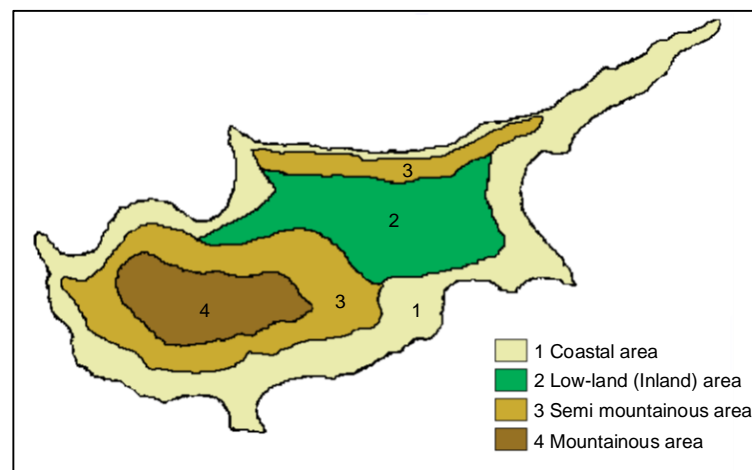 3
2
4
3
1
1 Coastal area
2 Low-land (Inland) area
3 Semi mountainous area
4 Mountainous area